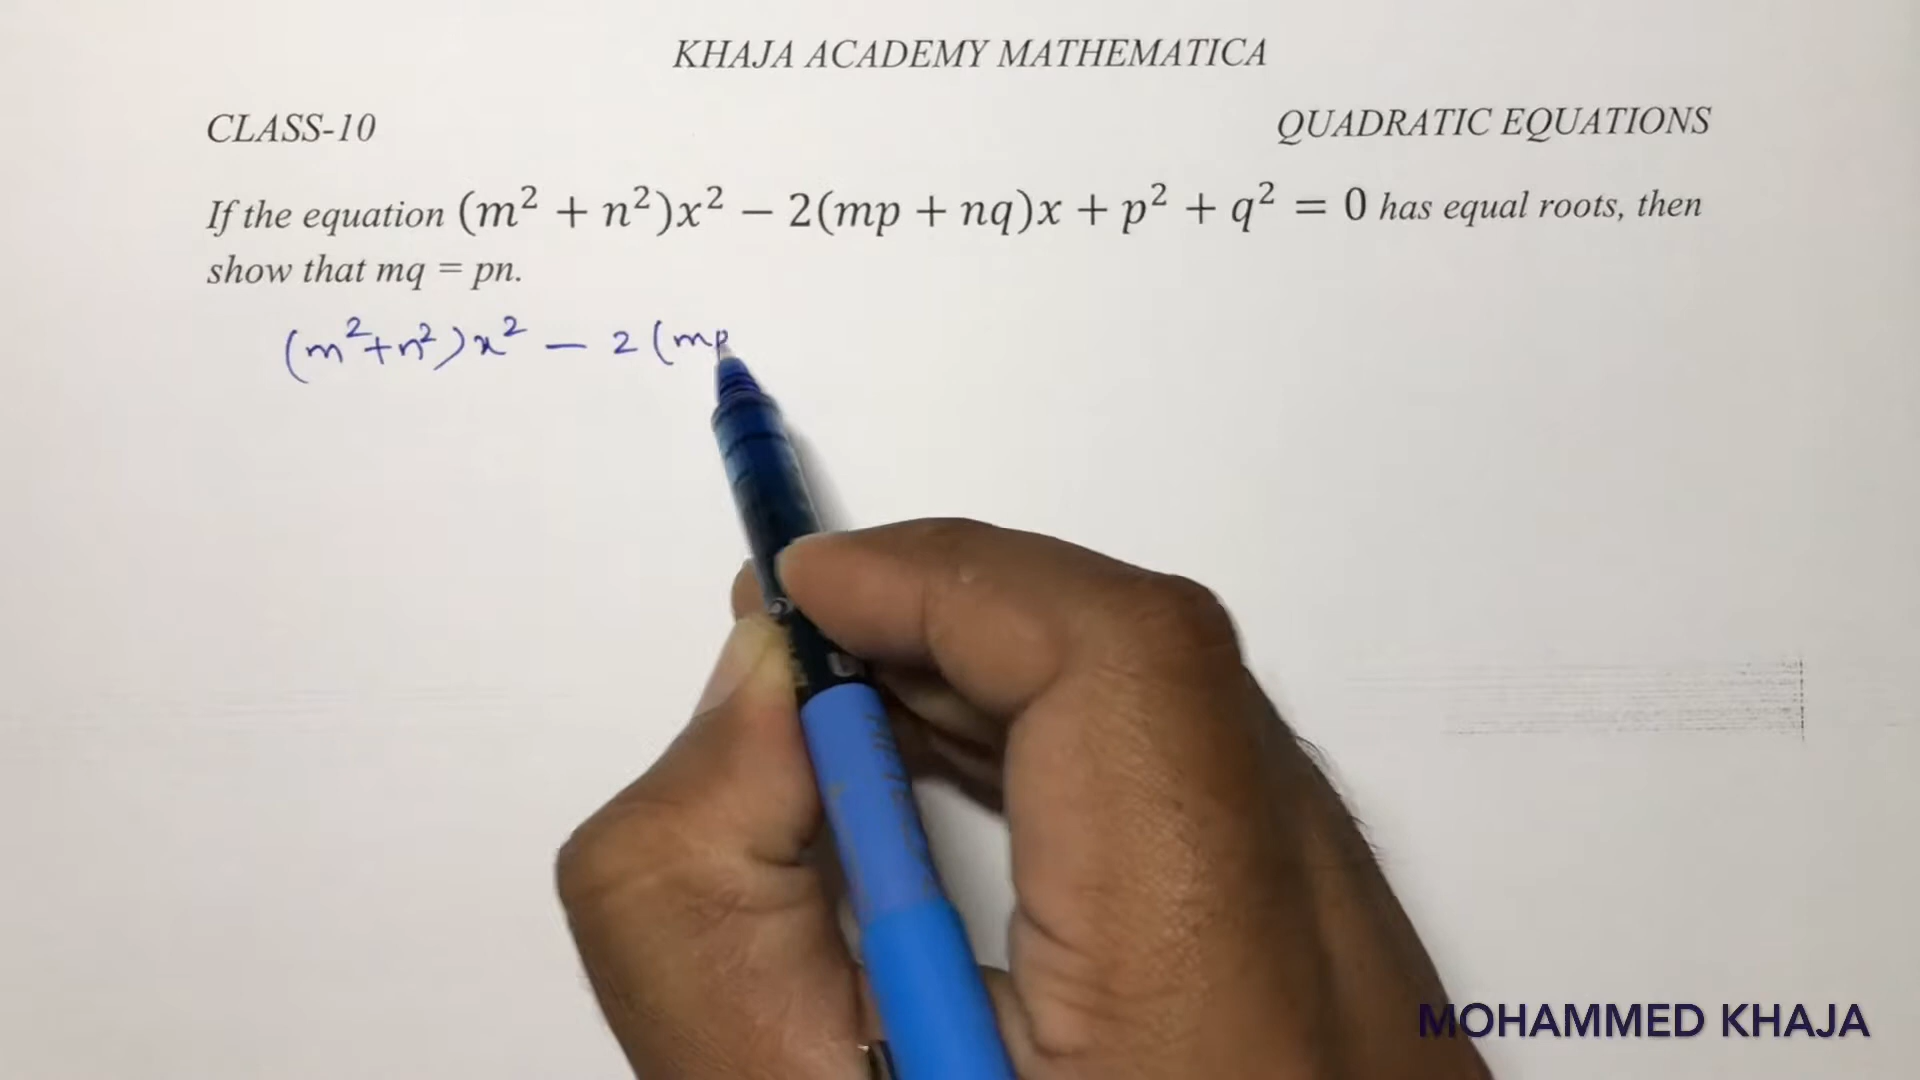 KHAJA ACADEMY MATHEMATICA
CLASS-10 QUADRATIC EQUATIONS
If the equation (m² + n²)x² − 2(mp + nq)x + p² + q² = 0 has equal roots, then
show that mq = pn.
(m²+n²)x² − 2(mp
MOHAMMED KHAJA